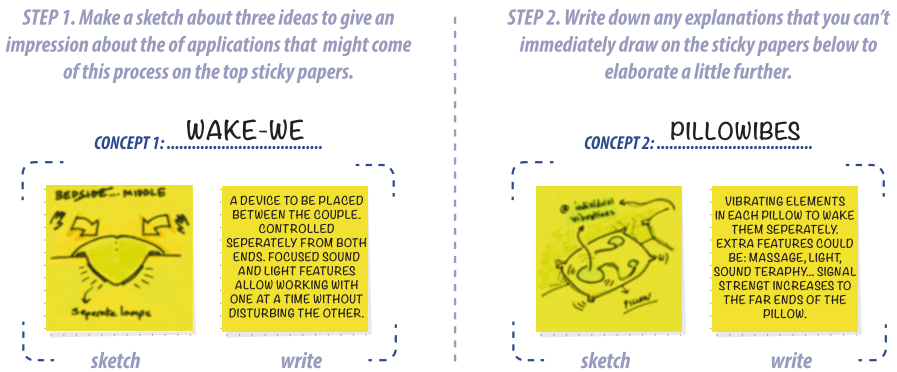 STEP 1. Make a sketch about three ideas to give an
impression about the of applications that might come
of this process on the top sticky papers.
CONCEPT 1: WAKE-WE
BEDSIDE... MIDDLE
Seperate lamps
A DEVICE TO BE PLACED
BETWEEN THE COUPLE.
CONTROLLED
SEPERATELY FROM BOTH
ENDS. FOCUSED SOUND
AND LIGHT FEATURES
ALLOW WORKING WITH
ONE AT A TIME WITHOUT
DISTURBING THE OTHER.
sketch
write
STEP 2. Write down any explanations that you can't
immediately draw on the sticky papers below to
elaborate a little further.
CONCEPT 2: PILLOWIBES
@ individual
vibrations
PILLOW
VIBRATING ELEMENTS
IN EACH PILLOW TO WAKE
THEM SEPERATELY.
EXTRA FEATURES COULD
BE: MASSAGE, LIGHT,
SOUND TERAPHY... SIGNAL
STRENGT INCREASES TO
THE FAR ENDS OF THE
PILLOW.
sketch
write